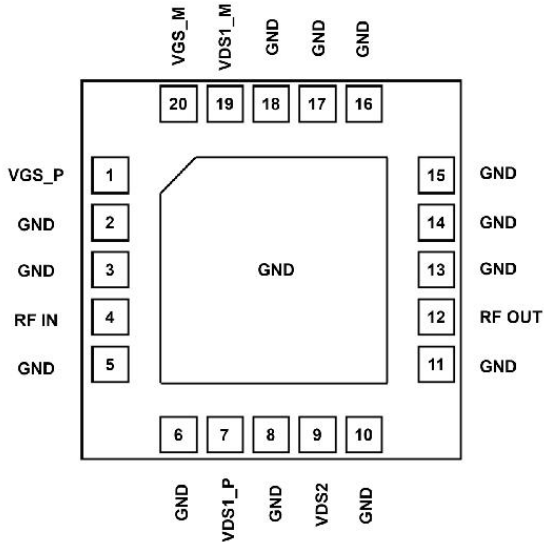 VGS_M VDS1_M GND GND GND
20 19 18 17 16
VGS_P 1 15 GND
GND 2 14 GND
GND 3 GND 13 GND
RF IN 4 12 RF OUT
GND 5 11 GND
6 7 8 9 10
GND VDS1_P GND VDS2 GND